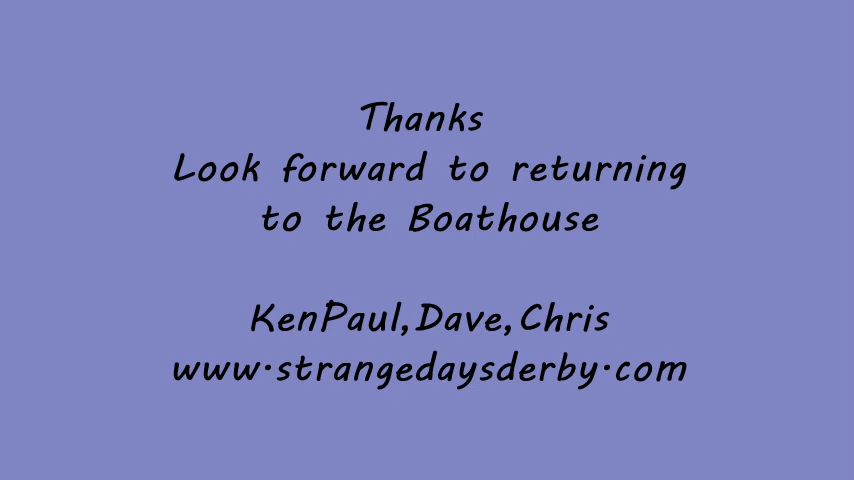 Thanks
Look forward to returning
to the Boathouse
KenPaul,Dave,Chris
www.strangedaysderby.com